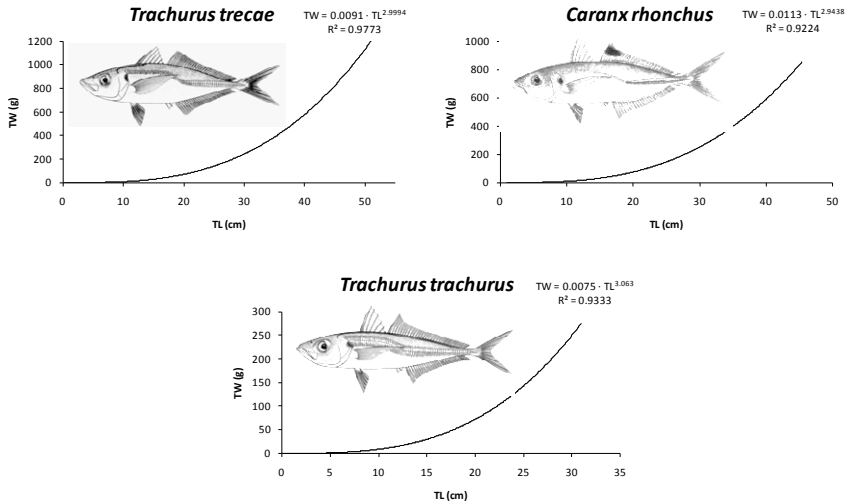 Trachurus trecae
TW = 0.0091 · TL^2.9994
R² = 0.9773
1200
1000
800
600
400
200
0
TW (g)
0 10 20 30 40 50
TL (cm)
Caranx rhonchus
TW = 0.0113 · TL^2.9438
R² = 0.9224
1000
800
600
400
200
0
TW (g)
0 10 20 30 40 50
TL (cm)
Trachurus trachurus
TW = 0.0075 · TL^3.063
R² = 0.9333
300
250
200
150
100
50
0
TW (g)
0 5 10 15 20 25 30 35
TL (cm)